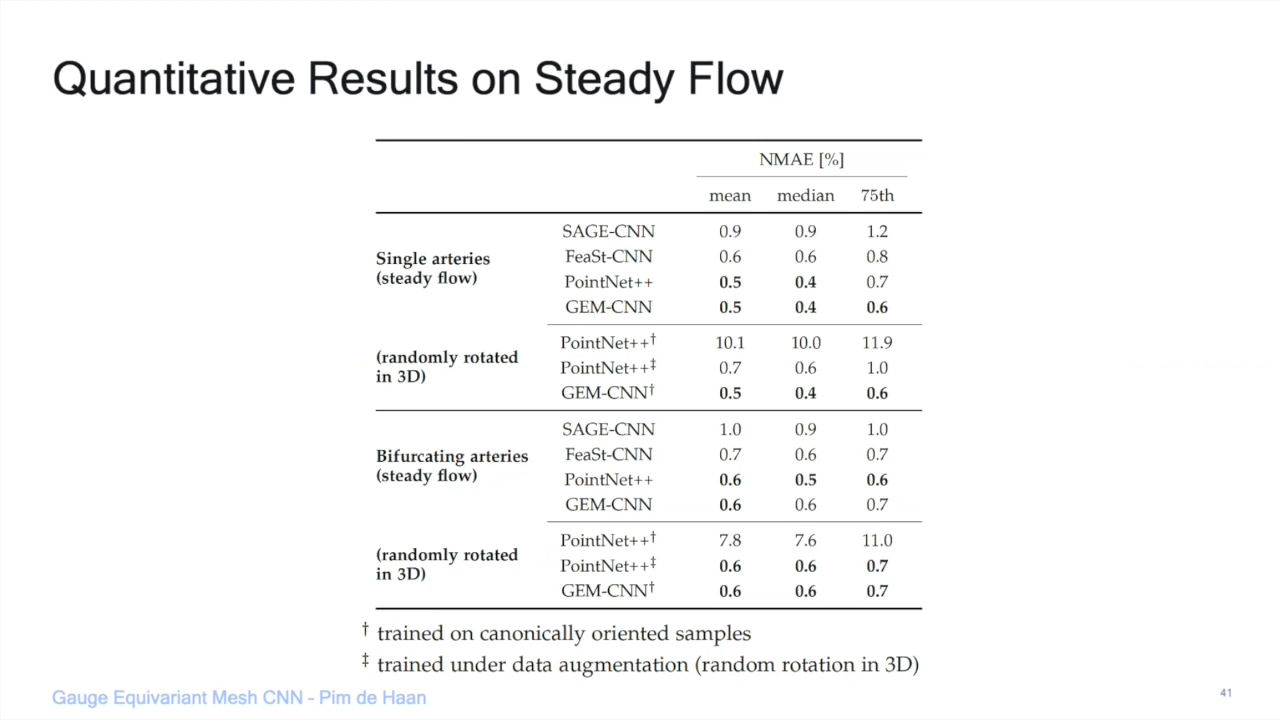 Quantitative Results on Steady Flow
NMAE [%]
mean median 75th
Single arteries
(steady flow)
SAGE-CNN 0.9 0.9 1.2
FeaSt-CNN 0.6 0.6 0.8
PointNet++ 0.5 0.4 0.7
GEM-CNN 0.5 0.4 0.6
(randomly rotated
in 3D)
PointNet++† 10.1 10.0 11.9
PointNet++‡ 0.7 0.6 1.0
GEM-CNN† 0.5 0.4 0.6
Bifurcating arteries
(steady flow)
SAGE-CNN 1.0 0.9 1.0
FeaSt-CNN 0.7 0.6 0.7
PointNet++ 0.6 0.5 0.6
GEM-CNN 0.6 0.6 0.7
(randomly rotated
in 3D)
PointNet++† 7.8 7.6 11.0
PointNet++‡ 0.6 0.6 0.7
GEM-CNN† 0.6 0.6 0.7
† trained on canonically oriented samples
‡ trained under data augmentation (random rotation in 3D)
Gauge Equivariant Mesh CNN - Pim de Haan
41